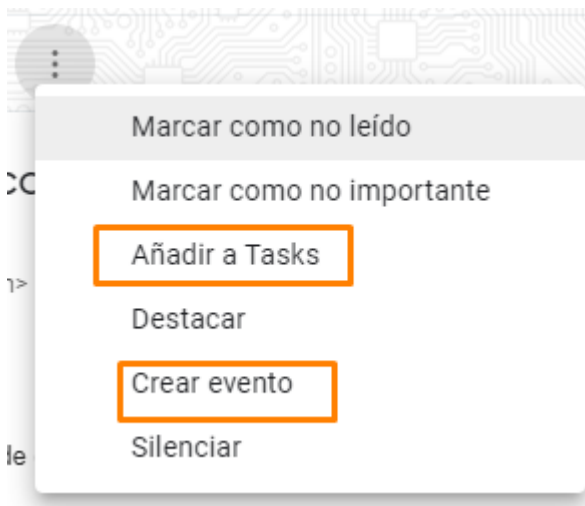 Marcar como no leído
Marcar como no importante
Añadir a Tasks
Destacar
Crear evento
Silenciar